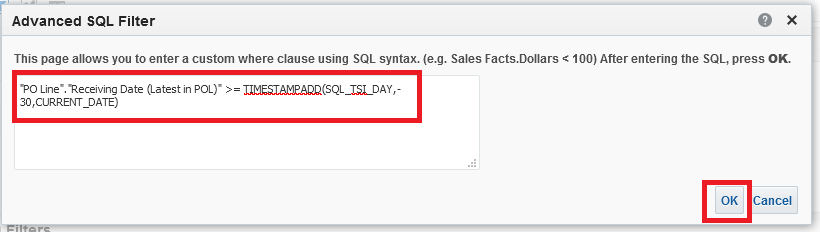 Advanced SQL Filter
This page allows you to enter a custom where clause using SQL syntax. (e.g. Sales Facts.Dollars < 100) After entering the SQL, press OK.
"PO Line"."Receiving Date (Latest in POL)" >= TIMESTAMPADD(SQL_TSI_DAY,-
30,CURRENT_DATE)
OK Cancel
Filters